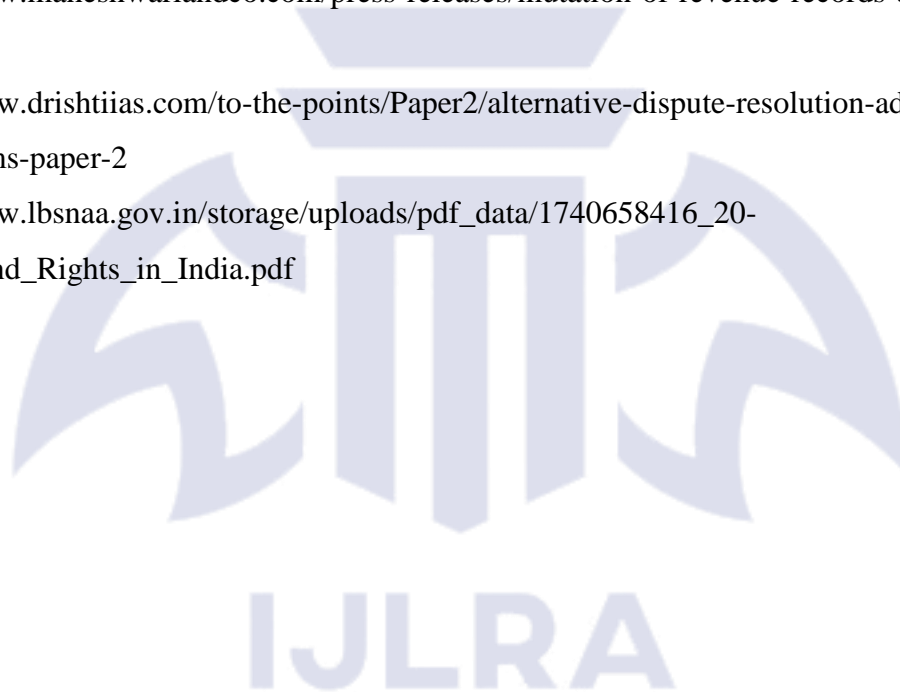 w.drishtiias.com/to-the-points/Paper2/alternative-dispute-resolution-ad
ns-paper-2
w.lbsnaa.gov.in/storage/uploads/pdf_data/1740658416_20-
nd_Rights_in_India.pdf
IJLRA